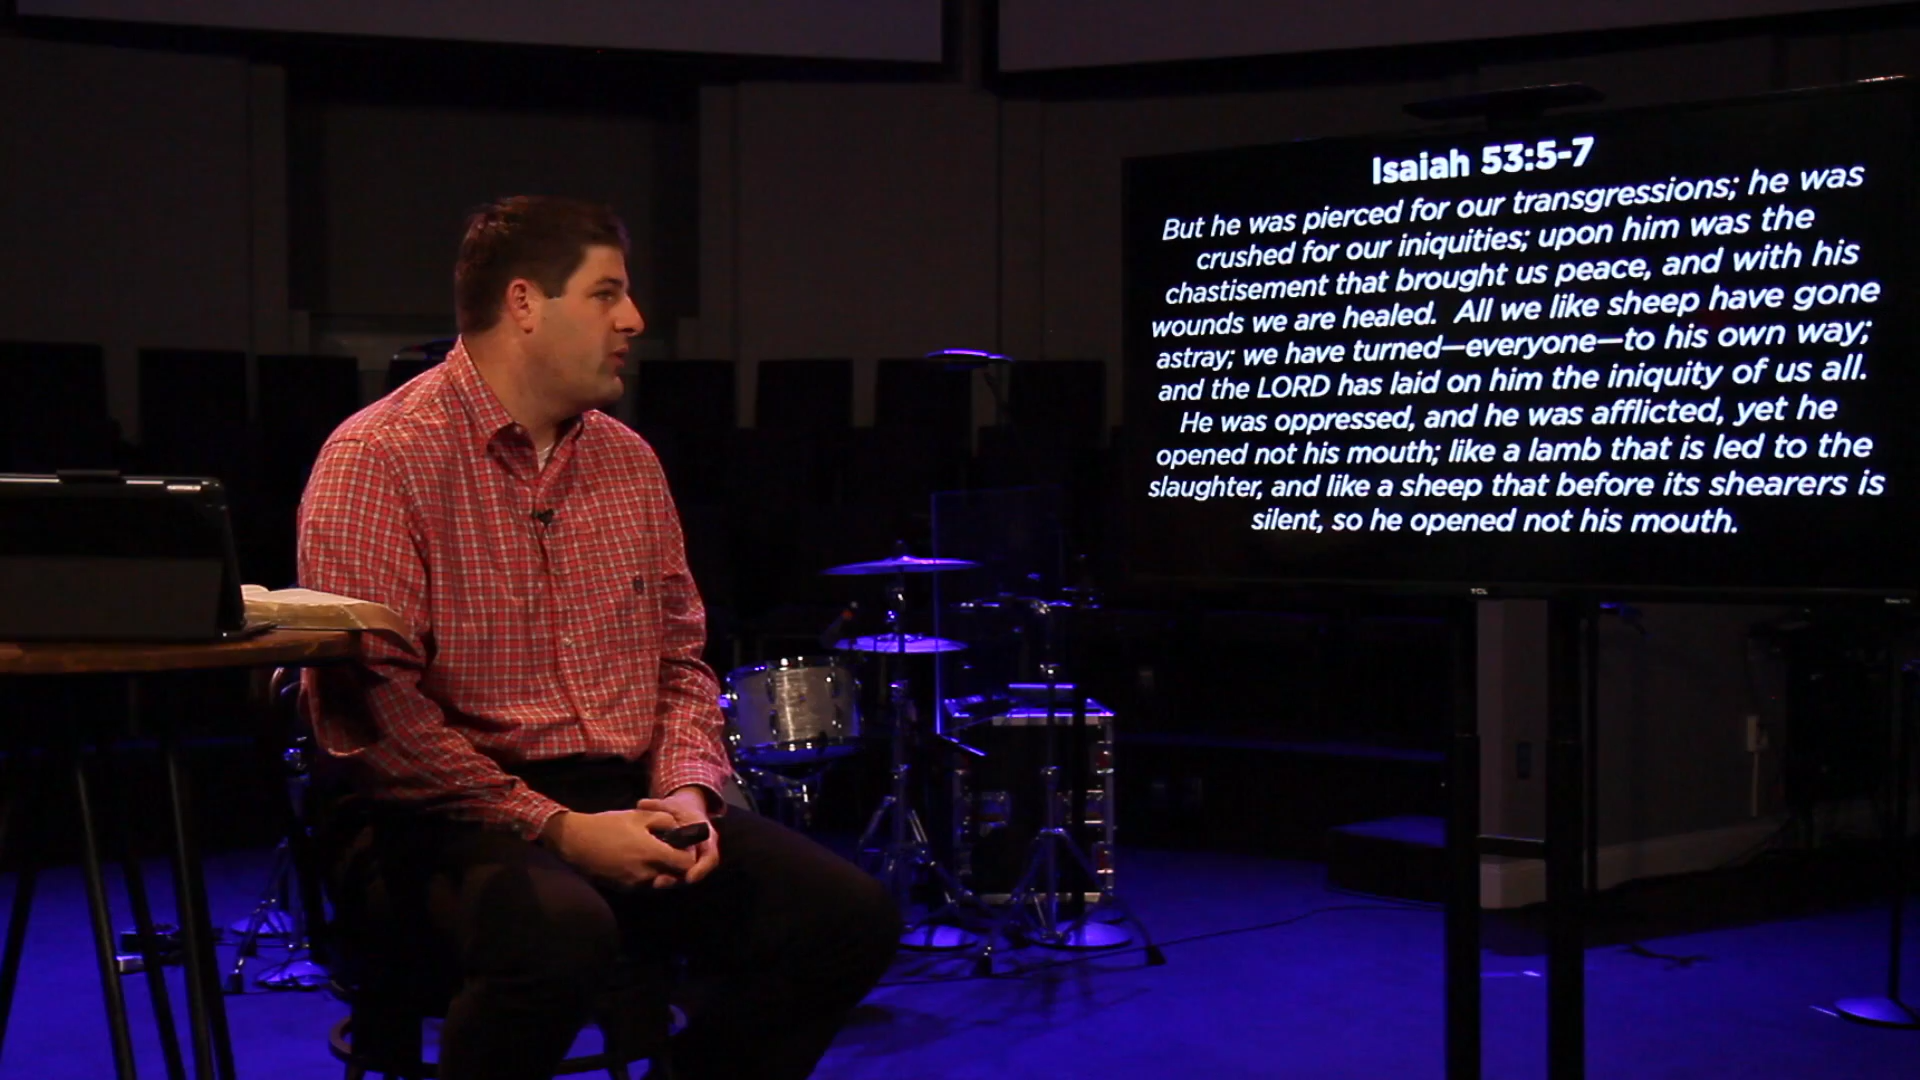 Isaiah 53:5-7
But he was pierced for our transgressions; he was
crushed for our iniquities; upon him was the
chastisement that brought us peace, and with his
wounds we are healed. All we like sheep have gone
astray; we have turned—everyone—to his own way;
and the LORD has laid on him the iniquity of us all.
He was oppressed, and he was afflicted, yet he
opened not his mouth; like a lamb that is led to the
slaughter, and like a sheep that before its shearers is
silent, so he opened not his mouth.
TCL